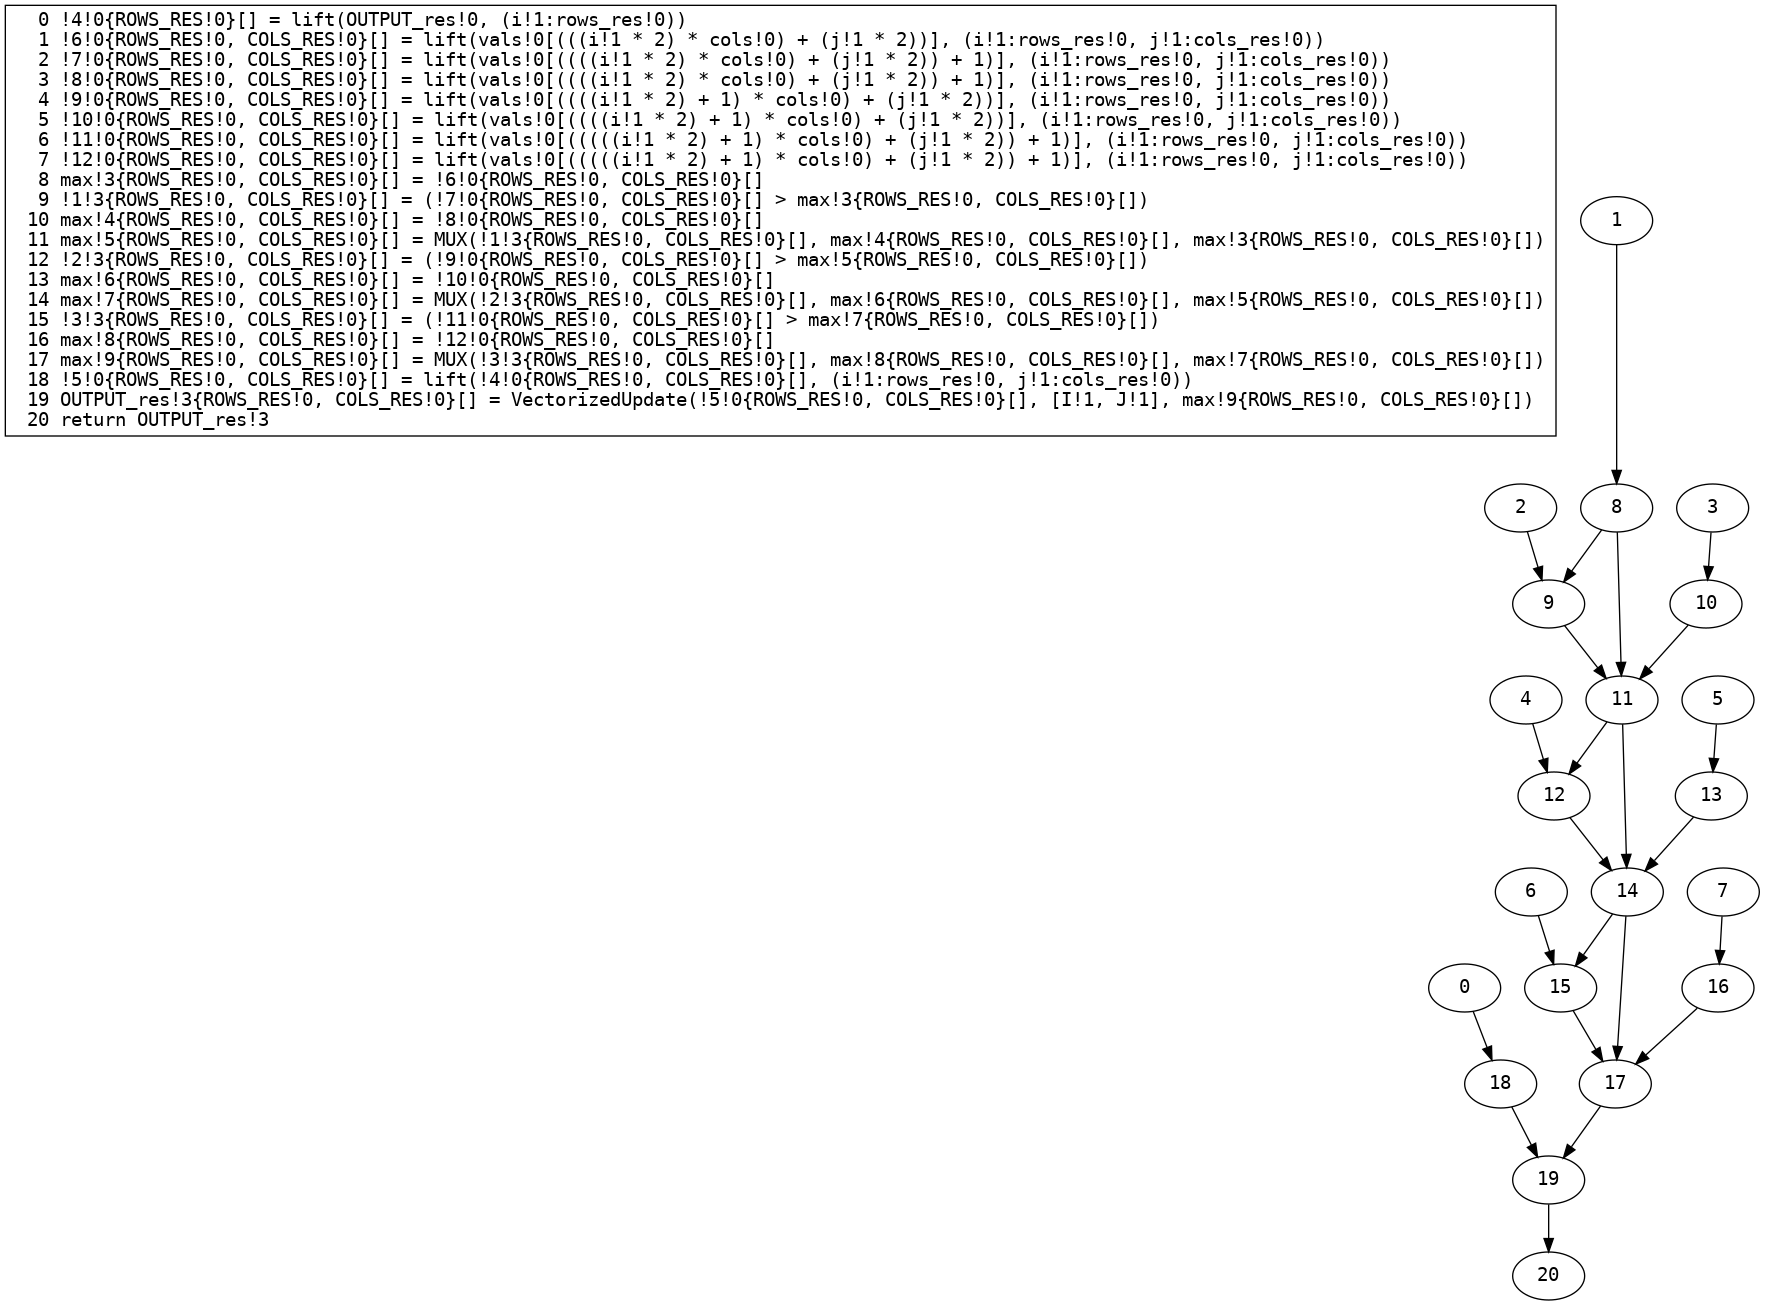 0 !4!0{ROWS_RES!0}[] = lift(OUTPUT_res!0, (i!1:rows_res!0))
1 !6!0{ROWS_RES!0, COLS_RES!0}[] = lift(vals!0[(((i!1 * 2) * cols!0) + (j!1 * 2))], (i!1:rows_res!0, j!1:cols_res!0))
2 !7!0{ROWS_RES!0, COLS_RES!0}[] = lift(vals!0[((((i!1 * 2) * cols!0) + (j!1 * 2)) + 1)], (i!1:rows_res!0, j!1:cols_res!0))
3 !8!0{ROWS_RES!0, COLS_RES!0}[] = lift(vals!0[((((i!1 * 2) * cols!0) + (j!1 * 2)) + 1)], (i!1:rows_res!0, j!1:cols_res!0))
4 !9!0{ROWS_RES!0, COLS_RES!0}[] = lift(vals!0[((((i!1 * 2) + 1) * cols!0) + (j!1 * 2))], (i!1:rows_res!0, j!1:cols_res!0))
5 !10!0{ROWS_RES!0, COLS_RES!0}[] = lift(vals!0[((((i!1 * 2) + 1) * cols!0) + (j!1 * 2))], (i!1:rows_res!0, j!1:cols_res!0))
6 !11!0{ROWS_RES!0, COLS_RES!0}[] = lift(vals!0[(((((i!1 * 2) + 1) * cols!0) + (j!1 * 2)) + 1)], (i!1:rows_res!0, j!1:cols_res!0))
7 !12!0{ROWS_RES!0, COLS_RES!0}[] = lift(vals!0[(((((i!1 * 2) + 1) * cols!0) + (j!1 * 2)) + 1)], (i!1:rows_res!0, j!1:cols_res!0))
8 max!3{ROWS_RES!0, COLS_RES!0}[] = !6!0{ROWS_RES!0, COLS_RES!0}[]
9 !1!3{ROWS_RES!0, COLS_RES!0}[] = (!7!0{ROWS_RES!0, COLS_RES!0}[] > max!3{ROWS_RES!0, COLS_RES!0}[])
10 max!4{ROWS_RES!0, COLS_RES!0}[] = !8!0{ROWS_RES!0, COLS_RES!0}[]
11 max!5{ROWS_RES!0, COLS_RES!0}[] = MUX(!1!3{ROWS_RES!0, COLS_RES!0}[], max!4{ROWS_RES!0, COLS_RES!0}[], max!3{ROWS_RES!0, COLS_RES!0}[])
12 !2!3{ROWS_RES!0, COLS_RES!0}[] = (!9!0{ROWS_RES!0, COLS_RES!0}[] > max!5{ROWS_RES!0, COLS_RES!0}[])
13 max!6{ROWS_RES!0, COLS_RES!0}[] = !10!0{ROWS_RES!0, COLS_RES!0}[]
14 max!7{ROWS_RES!0, COLS_RES!0}[] = MUX(!2!3{ROWS_RES!0, COLS_RES!0}[], max!6{ROWS_RES!0, COLS_RES!0}[], max!5{ROWS_RES!0, COLS_RES!0}[])
15 !3!3{ROWS_RES!0, COLS_RES!0}[] = (!11!0{ROWS_RES!0, COLS_RES!0}[] > max!7{ROWS_RES!0, COLS_RES!0}[])
16 max!8{ROWS_RES!0, COLS_RES!0}[] = !12!0{ROWS_RES!0, COLS_RES!0}[]
17 max!9{ROWS_RES!0, COLS_RES!0}[] = MUX(!3!3{ROWS_RES!0, COLS_RES!0}[], max!8{ROWS_RES!0, COLS_RES!0}[], max!7{ROWS_RES!0, COLS_RES!0}[])
18 !5!0{ROWS_RES!0, COLS_RES!0}[] = lift(!4!0{ROWS_RES!0, COLS_RES!0}[], (i!1:rows_res!0, j!1:cols_res!0))
19 OUTPUT_res!3{ROWS_RES!0, COLS_RES!0}[] = VectorizedUpdate(!5!0{ROWS_RES!0, COLS_RES!0}[], [I!1, J!1], max!9{ROWS_RES!0, COLS_RES!0}[])
20 return OUTPUT_res!3
1
2 8 3
9 10
4 11 5
12 13
6 14 7
0 15 16
18 17
19
20